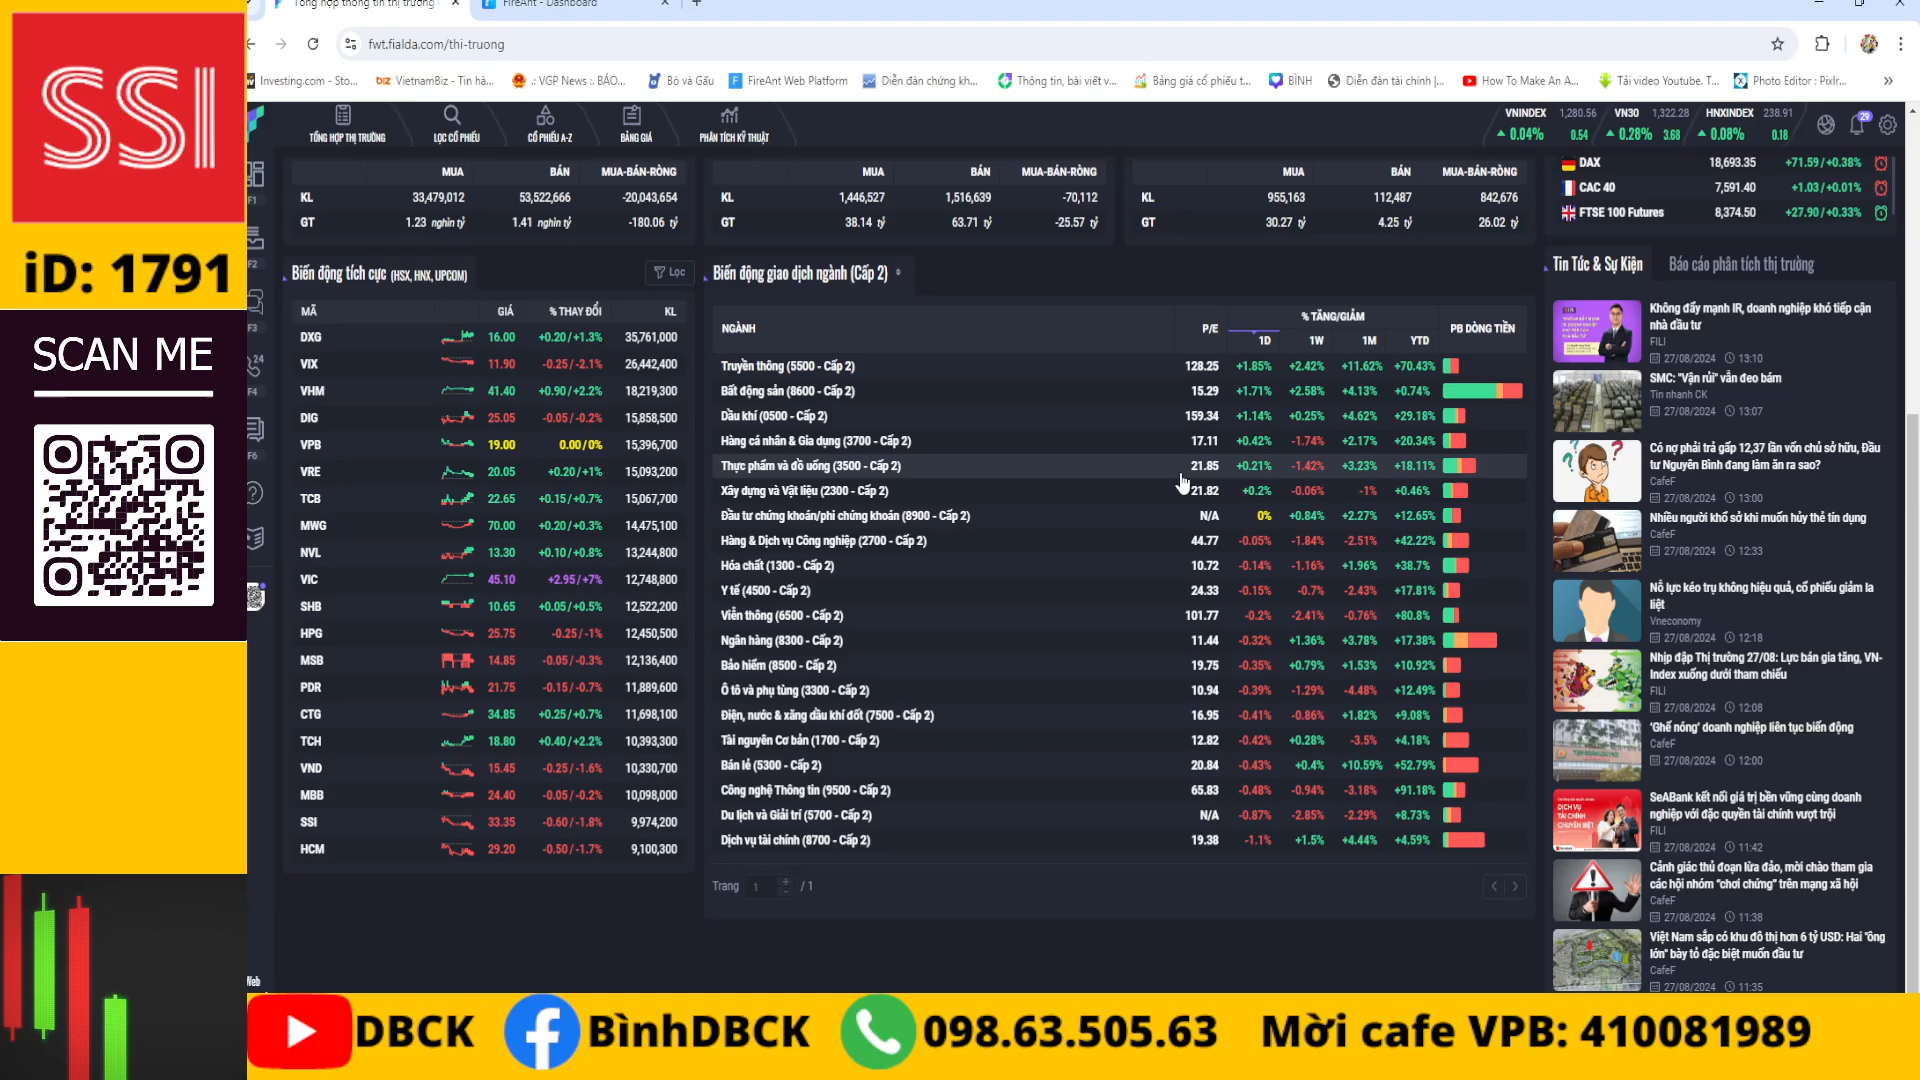 Tổng hợp thông tin thị trường
FireAnt - Dashboard
fwt.fialda.com/thi-truong
Investing.com - Sto...
VietnamBiz - Tin hà...
.: VGP News :. BÁO...
Bò và Gấu
FireAnt Web Platform
Diễn đàn chứng kh...
Thông tin, bài viết v...
Bảng giá cổ phiếu t...
BÌNH
Diễn đàn tài chính |...
How To Make An A...
Tải video Youtube. T...
Photo Editor : Pixlr...
SSI
iD: 1791
SCAN ME
TỔNG HỢP THỊ TRƯỜNG
LỌC CỔ PHIẾU
CỔ PHIẾU A-Z
BẢNG GIÁ
PHÂN TÍCH KỸ THUẬT
VNINDEX 1,280.56 VN30 1,322.28 HNXINDEX 238.91
0.04% 0.54 0.28% 3.68 0.08% 0.18
29
F1
F2
F3
24
F4
F6
Web
MUA BÁN MUA-BÁN-RÒNG
KL 33,479,012 53,522,666 -20,043,654
GT 1.23 nghìn tỷ 1.41 nghìn tỷ -180.06 tỷ
MUA BÁN MUA-BÁN-RÒNG
KL 1,446,527 1,516,639 -70,112
GT 38.14 tỷ 63.71 tỷ -25.57 tỷ
MUA BÁN MUA-BÁN-RÒNG
KL 955,163 112,487 842,676
GT 30.27 tỷ 4.25 tỷ 26.02 tỷ
DAX 18,693.35 +71.59/+0.38%
CAC 40 7,591.40 +1.03/+0.01%
FTSE 100 Futures 8,374.50 +27.90/+0.33%
Biến động tích cực (HSX, HNX, UPCOM)
Lọc
MÃ GIÁ % THAY ĐỔI KL
DXG 16.00 +0.20/+1.3% 35,761,000
VIX 11.90 -0.25/-2.1% 26,442,400
VHM 41.40 +0.90/+2.2% 18,219,300
DIG 25.05 -0.05/-0.2% 15,858,500
VPB 19.00 0.00/0% 15,396,700
VRE 20.05 +0.20/+1% 15,093,200
TCB 22.65 +0.15/+0.7% 15,067,700
MWG 70.00 +0.20/+0.3% 14,475,100
NVL 13.30 +0.10/+0.8% 13,244,800
VIC 45.10 +2.95/+7% 12,748,800
SHB 10.65 +0.05/+0.5% 12,522,200
HPG 25.75 -0.25/-1% 12,450,500
MSB 14.85 -0.05/-0.3% 12,136,400
PDR 21.75 -0.15/-0.7% 11,889,600
CTG 34.85 +0.25/+0.7% 11,698,100
TCH 18.80 +0.40/+2.2% 10,393,300
VND 15.45 -0.25/-1.6% 10,330,700
MBB 24.40 -0.05/-0.2% 10,098,000
SSI 33.35 -0.60/-1.8% 9,974,200
HCM 29.20 -0.50/-1.7% 9,100,300
Biến động giao dịch ngành (Cấp 2)
NGÀNH P/E % TĂNG/GIẢM PB DÒNG TIỀN
1D 1W 1M YTD
Truyền thông (5500 - Cấp 2) 128.25 +1.85% +2.42% +11.62% +70.43%
Bất động sản (8600 - Cấp 2) 15.29 +1.71% +2.58% +4.13% +0.74%
Dầu khí (0500 - Cấp 2) 159.34 +1.14% +0.25% +4.62% +29.18%
Hàng cá nhân & Gia dụng (3700 - Cấp 2) 17.11 +0.42% -1.74% +2.17% +20.34%
Thực phẩm và đồ uống (3500 - Cấp 2) 21.85 +0.21% -1.42% +3.23% +18.11%
Xây dựng và Vật liệu (2300 - Cấp 2) 21.82 +0.2% -0.06% -1% +0.46%
Đầu tư chứng khoán/phi chứng khoán (8900 - Cấp 2) N/A 0% +0.84% +2.27% +12.65%
Hàng & Dịch vụ Công nghiệp (2700 - Cấp 2) 44.77 -0.05% -1.84% -2.51% +42.22%
Hóa chất (1300 - Cấp 2) 10.72 -0.14% -1.16% +1.96% +38.7%
Y tế (4500 - Cấp 2) 24.33 -0.15% -0.7% -2.43% +17.81%
Viễn thông (6500 - Cấp 2) 101.77 -0.2% -2.41% -0.76% +80.8%
Ngân hàng (8300 - Cấp 2) 11.44 -0.32% +1.36% +3.78% +17.38%
Bảo hiểm (8500 - Cấp 2) 19.75 -0.35% +0.79% +1.53% +10.92%
Ô tô và phụ tùng (3300 - Cấp 2) 10.94 -0.39% -1.29% -4.48% +12.49%
Điện, nước & xăng dầu khí đốt (7500 - Cấp 2) 16.95 -0.41% -0.86% +1.82% +9.08%
Tài nguyên Cơ bản (1700 - Cấp 2) 12.82 -0.42% +0.28% -3.5% +4.18%
Bán lẻ (5300 - Cấp 2) 20.84 -0.43% +0.4% +10.59% +52.79%
Công nghệ Thông tin (9500 - Cấp 2) 65.83 -0.48% -0.94% -3.18% +91.18%
Du lịch và Giải trí (5700 - Cấp 2) N/A -0.87% -2.85% -2.29% +8.73%
Dịch vụ tài chính (8700 - Cấp 2) 19.38 -1.1% +1.5% +4.44% +4.59%
Trang 1 / 1
Tin Tức & Sự Kiện
Báo cáo phân tích thị trường
Không đẩy mạnh IR, doanh nghiệp khó tiếp cận
nhà đầu tư
FILI
27/08/2024 13:10
SMC: "Vận rủi" vẫn đeo bám
Tin nhanh CK
27/08/2024 13:07
Có nợ phải trả gấp 12,37 lần vốn chủ sở hữu, Đầu
tư Nguyên Bình đang làm ăn ra sao?
CafeF
27/08/2024 13:00
Nhiều người khổ sở khi muốn hủy thẻ tín dụng
CafeF
27/08/2024 12:33
Nỗ lực kéo trụ không hiệu quả, cổ phiếu giảm la
liệt
Vneconomy
27/08/2024 12:18
Nhịp đập Thị trường 27/08: Lực bán gia tăng, VN-
Index xuống dưới tham chiếu
FILI
27/08/2024 12:08
‘Ghế nóng’ doanh nghiệp liên tục biến động
CafeF
27/08/2024 12:00
SeABank kết nối giá trị bền vững cùng doanh
nghiệp với đặc quyền tài chính vượt trội
FILI
27/08/2024 11:42
Cảnh giác thủ đoạn lừa đảo, mời chào tham gia
các hội nhóm “chơi chứng” trên mạng xã hội
CafeF
27/08/2024 11:38
Việt Nam sắp có khu đô thị hơn 6 tỷ USD: Hai "ông
lớn" bày tỏ đặc biệt muốn đầu tư
CafeF
27/08/2024 11:35
DBCK
BìnhDBCK
098.63.505.63
Mời cafe VPB: 410081989